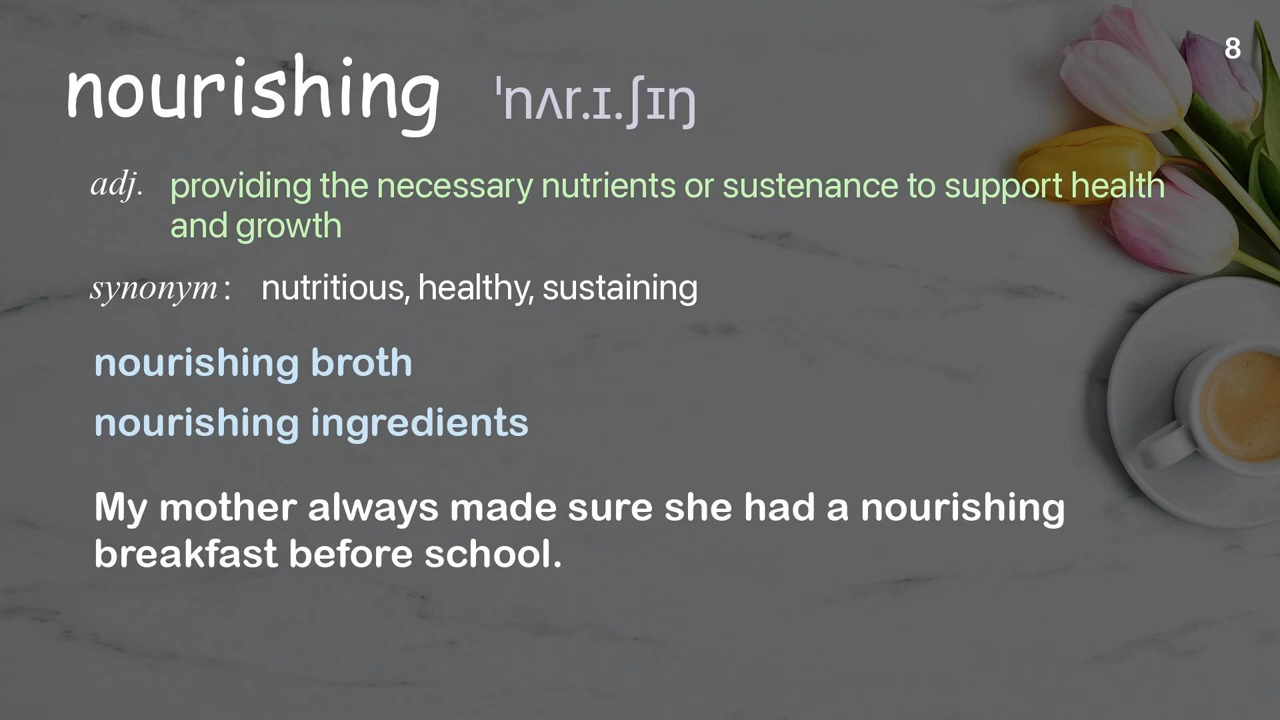 8
nourishing ˈnʌr.ɪ.ʃɪŋ
adj. providing the necessary nutrients or sustenance to support health
and growth
synonym: nutritious, healthy, sustaining
nourishing broth
nourishing ingredients
My mother always made sure she had a nourishing
breakfast before school.